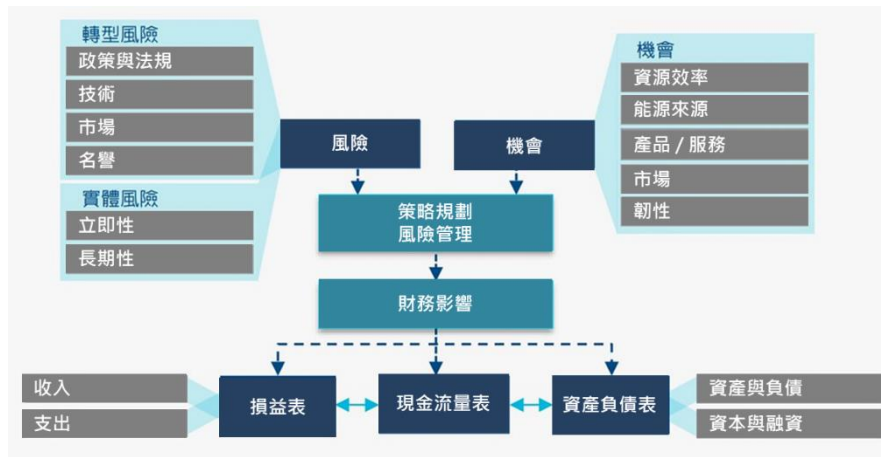 轉型風險
政策與法規
技術
市場
名譽
實體風險
立即性
長期性
風險
機會
機會
資源效率
能源來源
產品 / 服務
市場
韌性
策略規劃
風險管理
財務影響
收入
支出
損益表
現金流量表
資產負債表
資產與負債
資本與融資